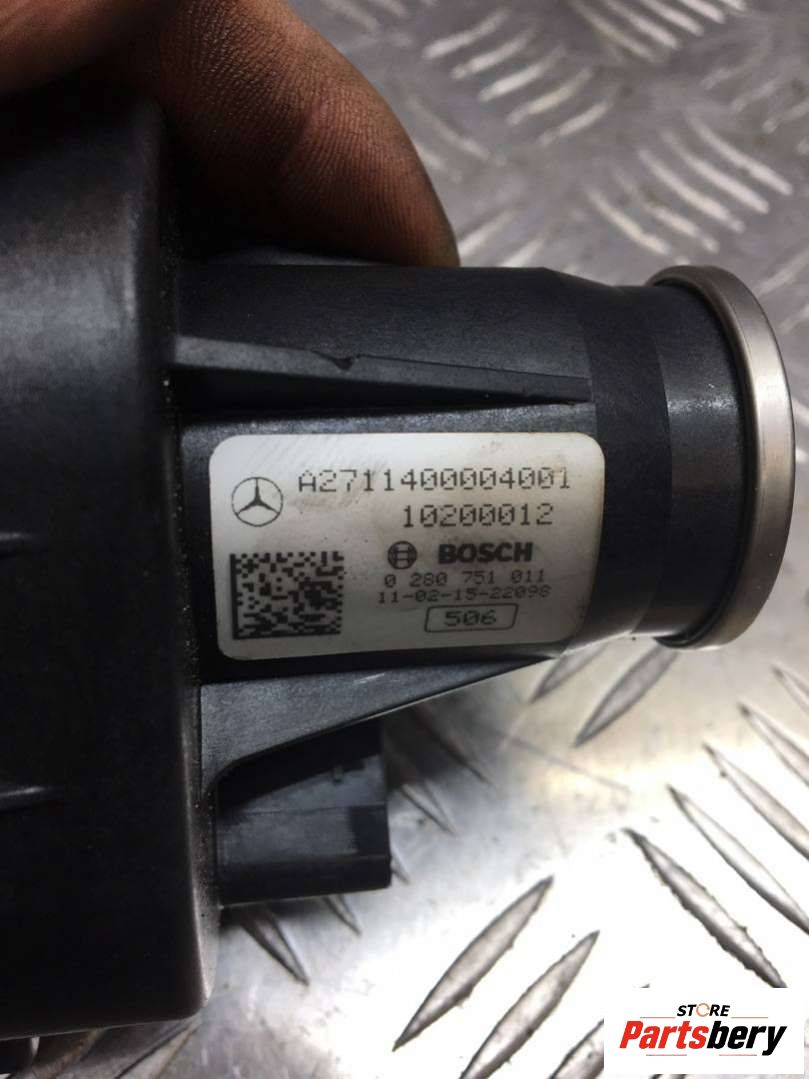 A2711400004001
10200012
BOSCH
0 280 751 011
11-02-15-22098
506
STORE
Partsbery